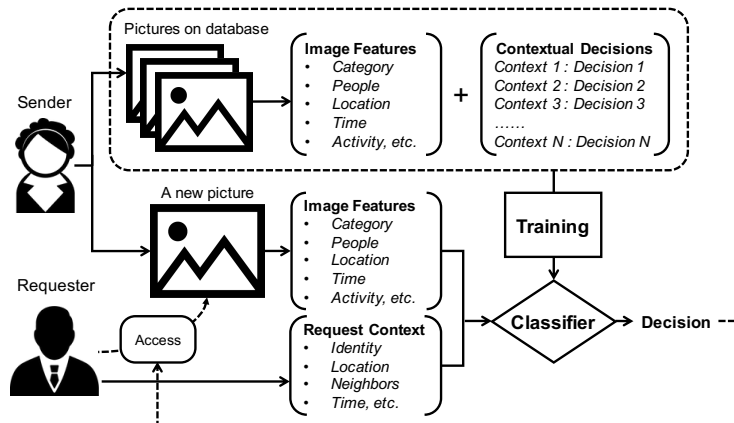 Pictures on database
Image Features
• Category
• People
• Location
• Time
• Activity, etc.
+
Contextual Decisions
Context 1 : Decision 1
Context 2 : Decision 2
Context 3 : Decision 3
......
Context N : Decision N
Sender
A new picture
Image Features
• Category
• People
• Location
• Time
• Activity, etc.
Training
Requester
Access
Request Context
• Identity
• Location
• Neighbors
• Time, etc.
Classifier
Decision